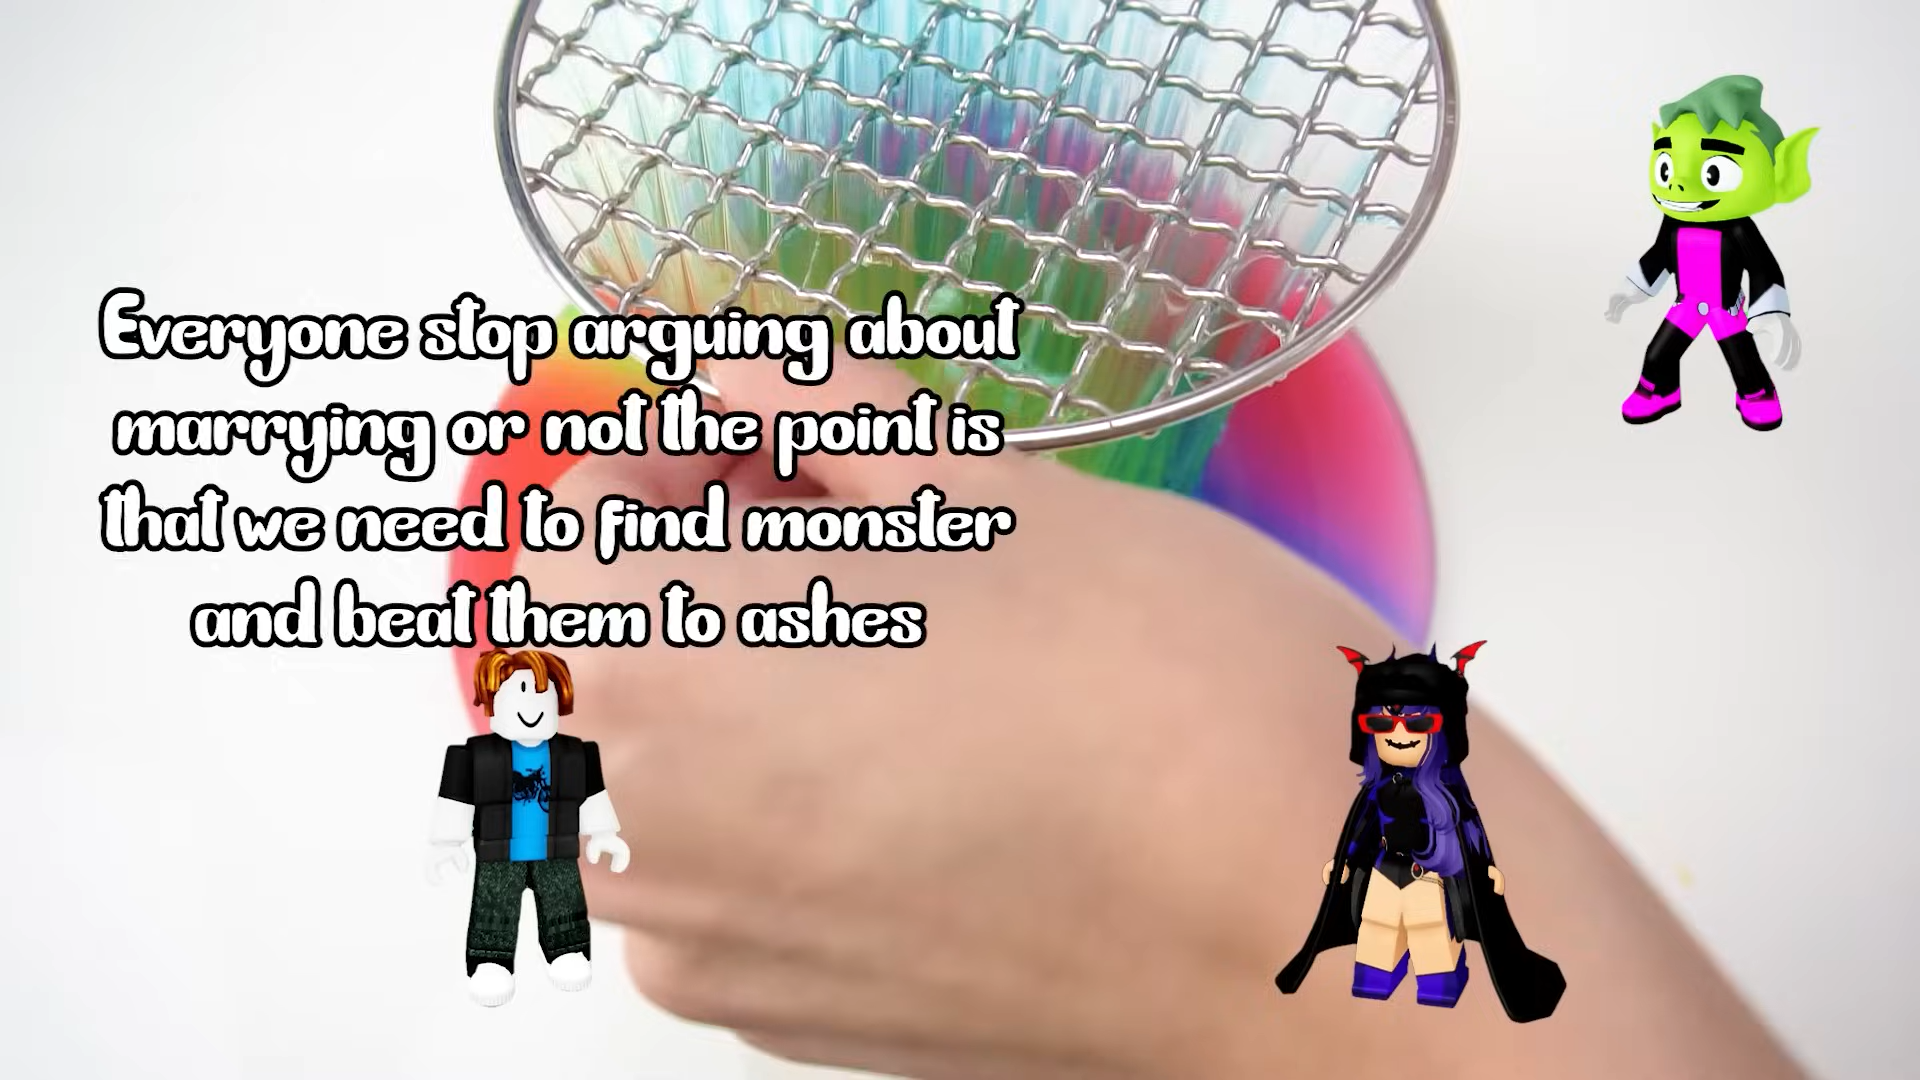 Everyone stop arguing about
marrying or not the point is
that we need to find monster
and beat them to ashes